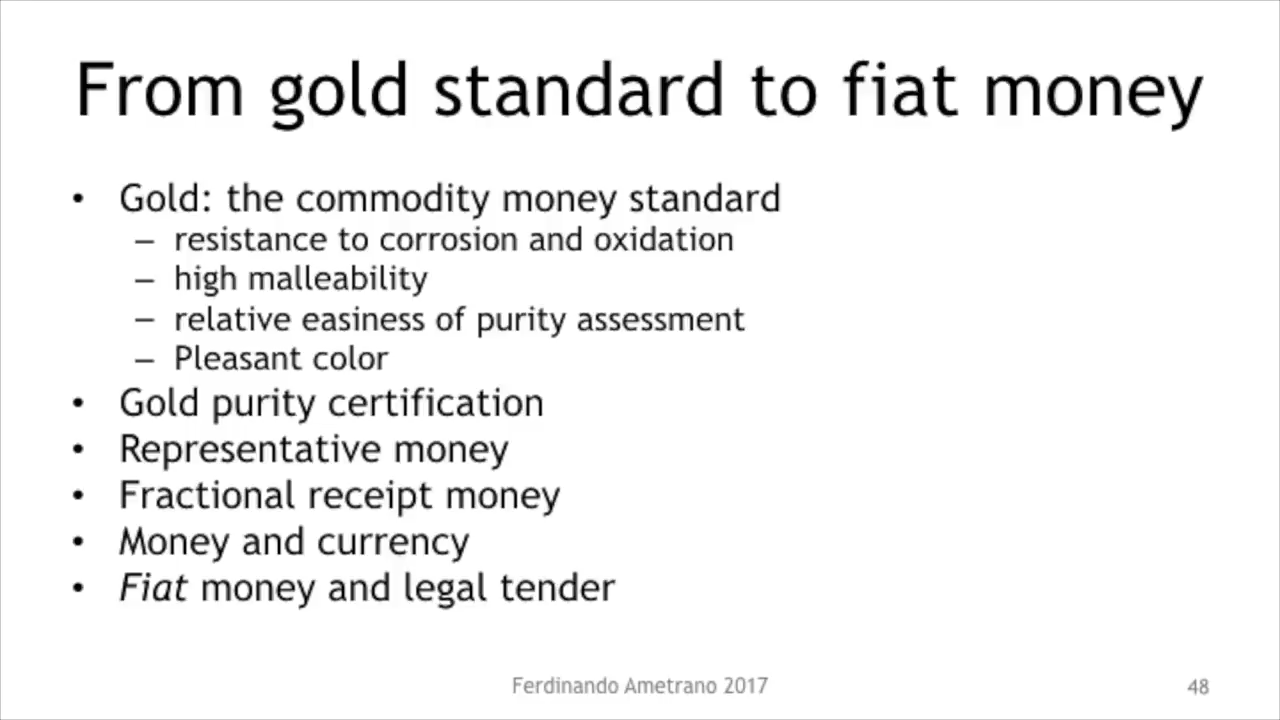 From gold standard to fiat money
• Gold: the commodity money standard
– resistance to corrosion and oxidation
– high malleability
– relative easiness of purity assessment
– Pleasant color
• Gold purity certification
• Representative money
• Fractional receipt money
• Money and currency
• Fiat money and legal tender
Ferdinando Ametrano 2017
48